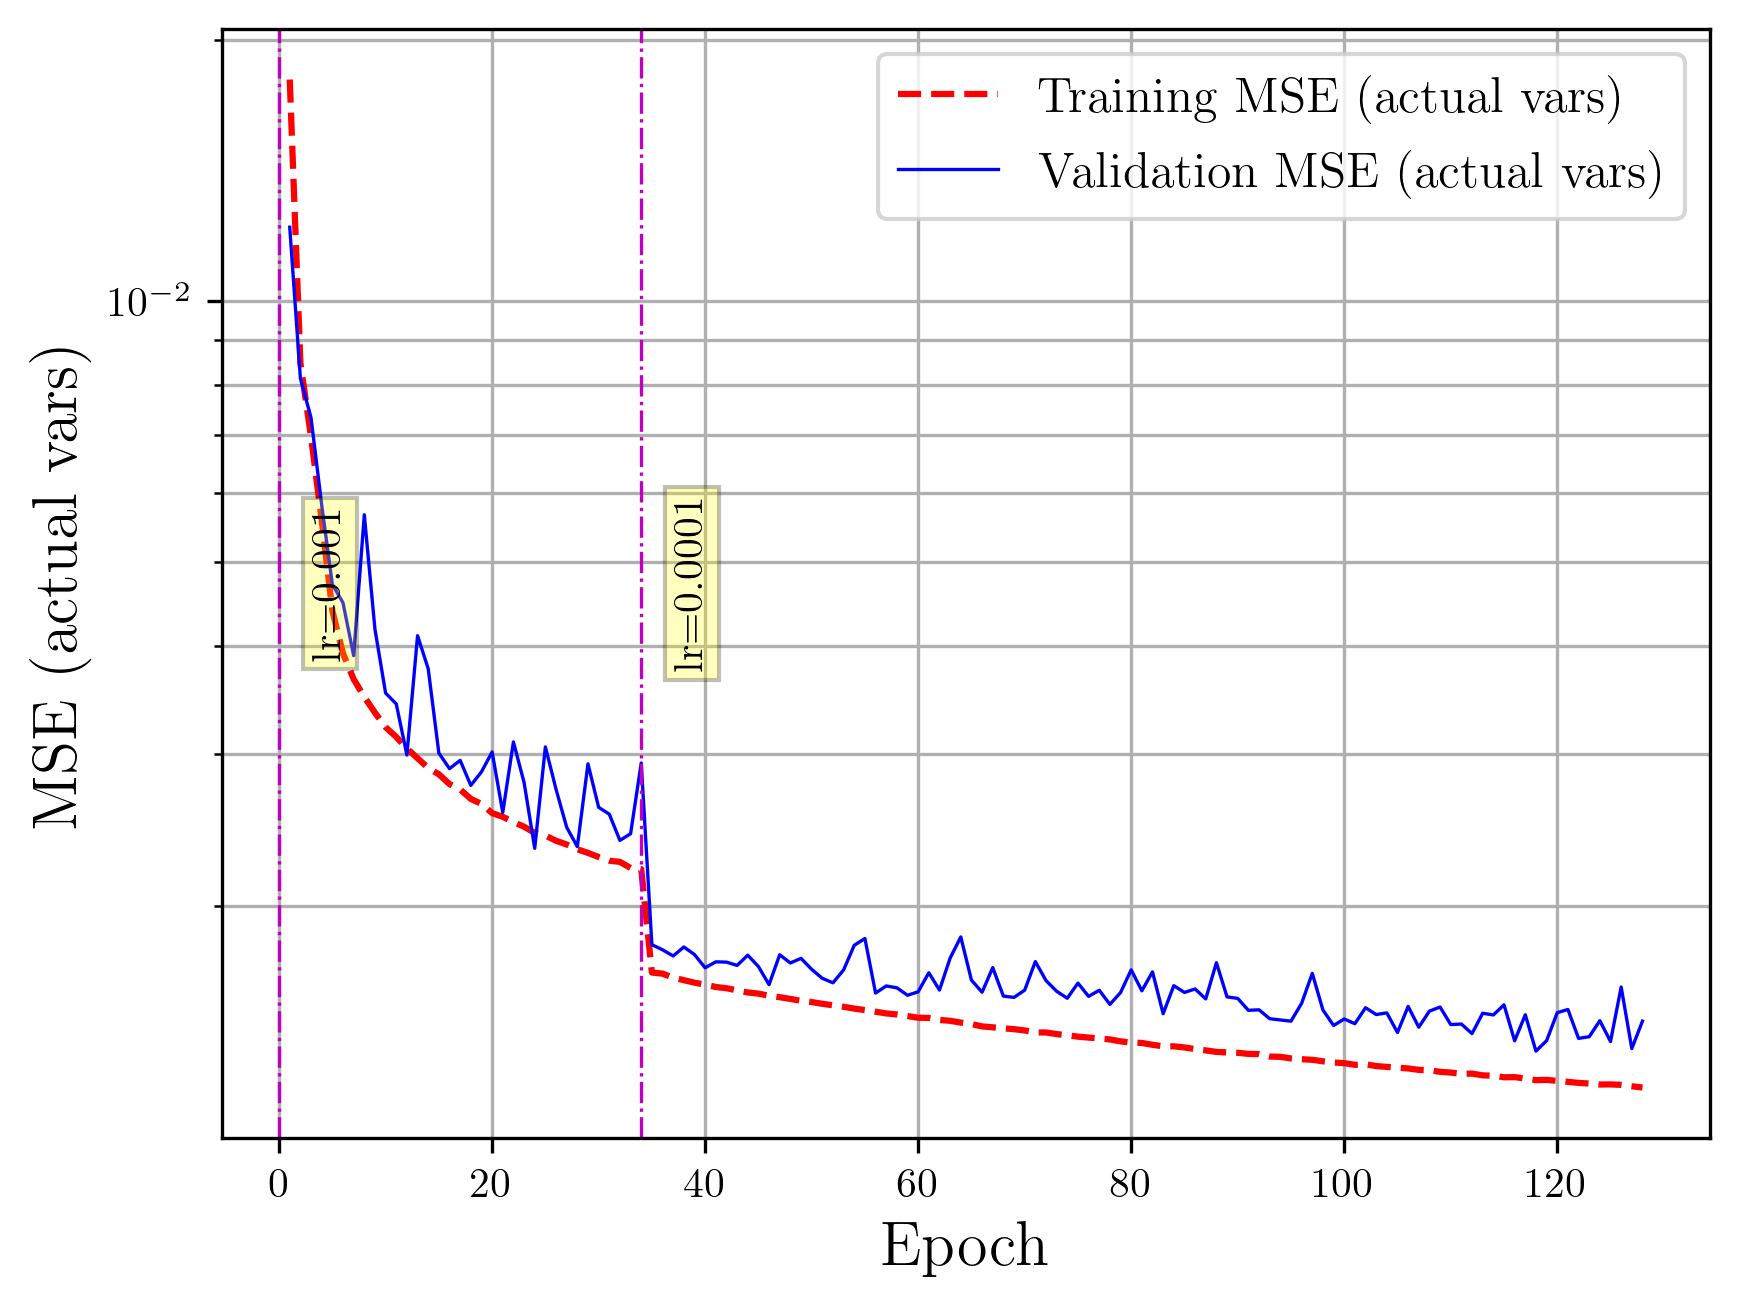 Training MSE (actual vars)
Validation MSE (actual vars)
10⁻²
MSE (actual vars)
lr=0.001
lr=0.0001
0 20 40 60 80 100 120
Epoch